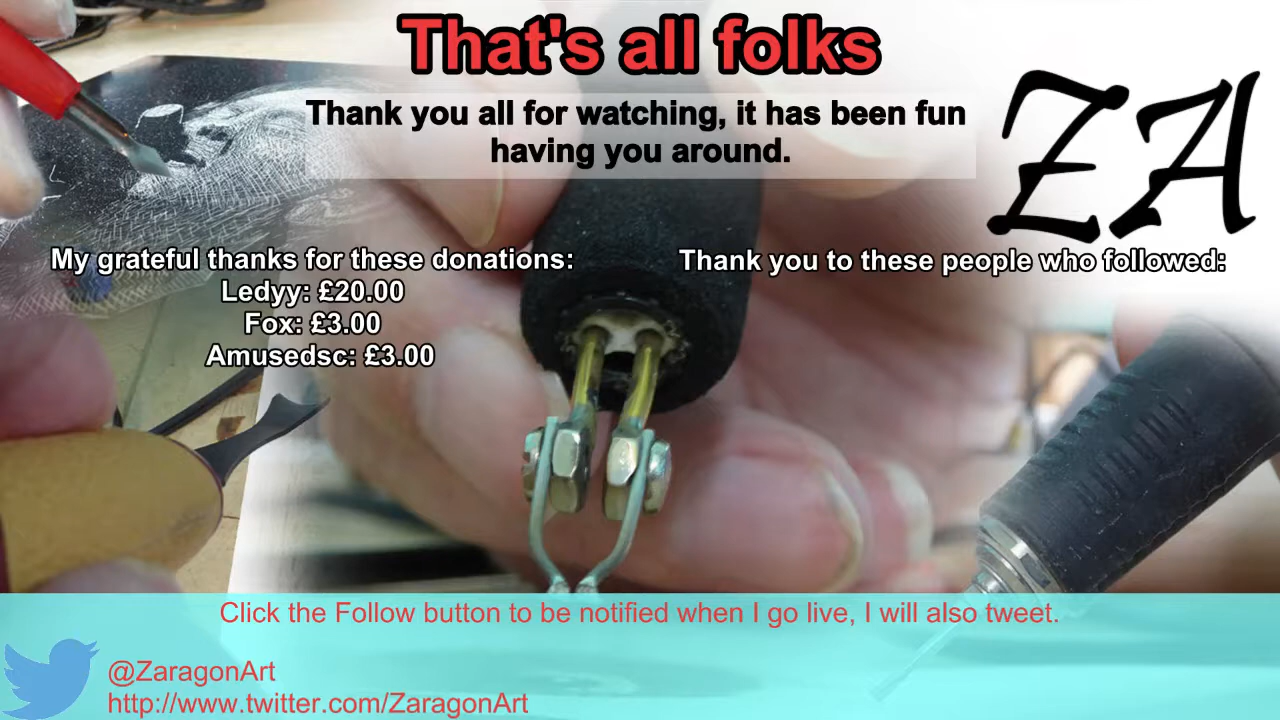 That's all folks
Thank you all for watching, it has been fun
having you around.
ZA
My grateful thanks for these donations:
Ledyy: £20.00
Fox: £3.00
Amusedsc: £3.00
Thank you to these people who followed:
Click the Follow button to be notified when I go live, I will also tweet.
@ZaragonArt
http://www.twitter.com/ZaragonArt